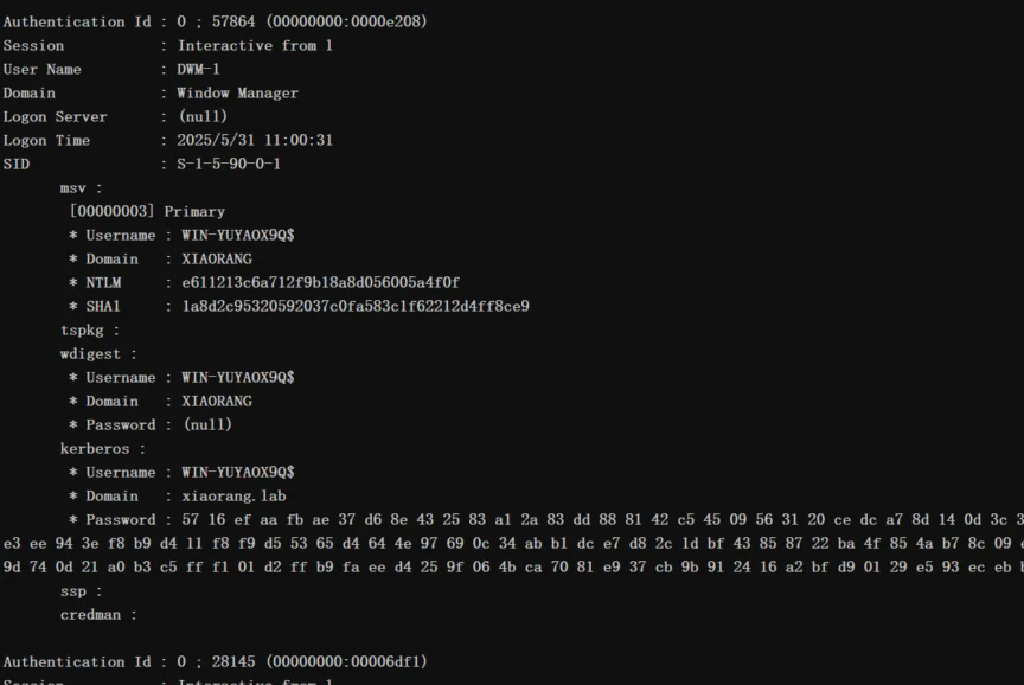 Authentication Id : 0 ; 57864 (00000000:0000e208)
Session           : Interactive from 1
User Name         : DWM-1
Domain            : Window Manager
Logon Server      : (null)
Logon Time        : 2025/5/31 11:00:31
SID               : S-1-5-90-0-1
msv :
[00000003] Primary
* Username : WIN-YUYAOX9Q$
* Domain   : XIAORANG
* NTLM     : e611213c6a712f9b18a8d056005a4f0f
* SHA1     : 1a8d2c95320592037c0fa583c1f62212d4ff8ce9
tspkg :
wdigest :
* Username : WIN-YUYAOX9Q$
* Domain   : XIAORANG
* Password : (null)
kerberos :
* Username : WIN-YUYAOX9Q$
* Domain   : xiaorang.lab
* Password : 57 16 ef aa fb ae 37 d6 8e 43 25 83 a1 2a 83 dd 88 81 42 c5 45 09 56 31 20 ce dc a7 8d 14 0d 3c
e3 ee 94 3e f8 b9 d4 11 f8 f9 d5 53 65 d4 64 4e 97 69 0c 34 ab b1 dc e7 d8 2c 1d bf 43 85 87 22 ba 4f 85 4a b7 8c 09
9d 74 0d 21 a0 b3 c5 ff f1 01 d2 ff b9 fa ee d4 25 9f 06 4b ca 70 81 e9 37 cb 9b 91 24 16 a2 bf d9 01 29 e5 93 ec eb
ssp :
credman :
Authentication Id : 0 ; 28145 (00000000:00006df1)
Session           : Interactive from 1